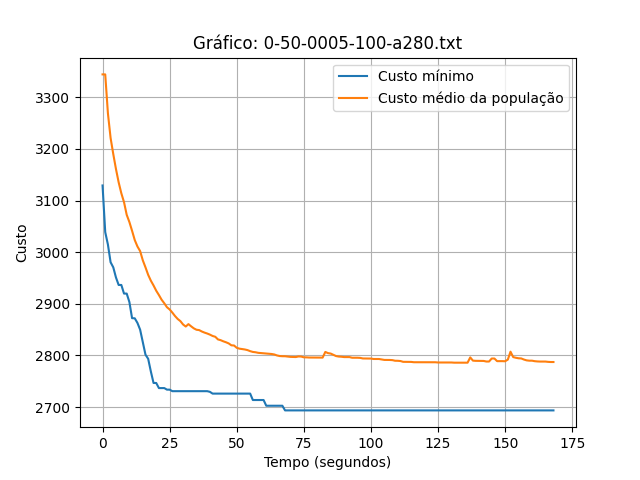 Gráfico: 0-50-0005-100-a280.txt
Custo mínimo
Custo médio da população
Custo
3300
3200
3100
3000
2900
2800
2700
0 25 50 75 100 125 150 175
Tempo (segundos)